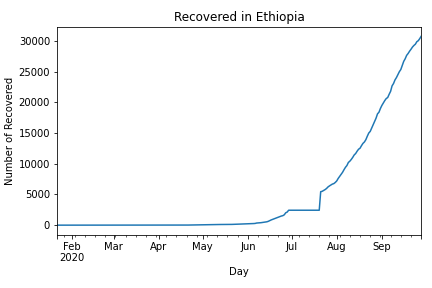 Recovered in Ethiopia
Number of Recovered
30000
25000
20000
15000
10000
5000
0
Feb Mar Apr May Jun Jul Aug Sep
2020
Day